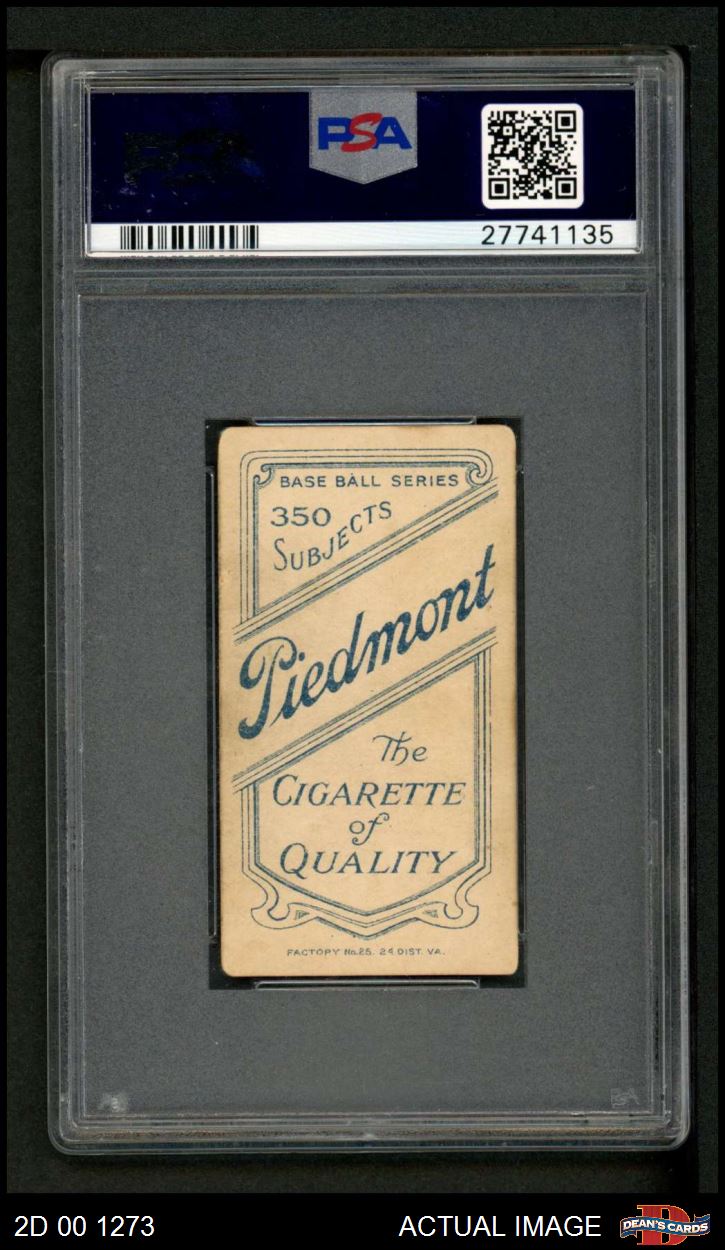 PSA
27741135
BASE BALL SERIES
350
SUBJECTS
Piedmont
The
CIGARETTE
of
QUALITY
FACTORY No.25. 2d DIST. VA.
2D 00 1273
ACTUAL IMAGE
DEAN'S CARDS